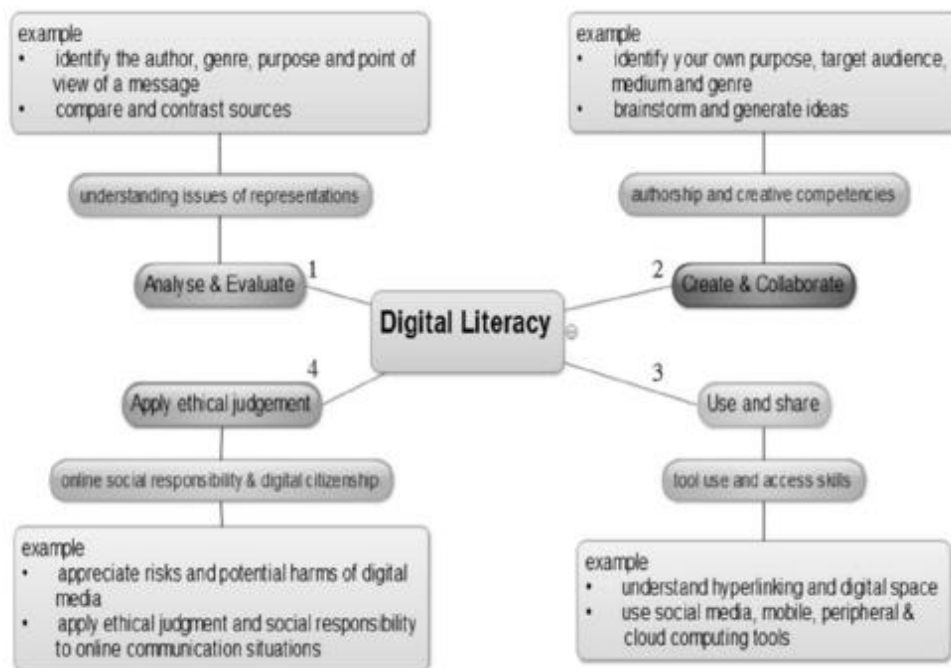 example
• identify the author, genre, purpose and point of
view of a message
• compare and contrast sources
understanding issues of representations
Analyse & Evaluate
1
example
• identify your own purpose, target audience,
medium and genre
• brainstorm and generate ideas
authorship and creative competencies
2
Create & Collaborate
Digital Literacy
4
Apply ethical judgement
online social responsibility & digital citizenship
example
• appreciate risks and potential harms of digital
media
• apply ethical judgment and social responsibility
to online communication situations
3
Use and share
tool use and access skills
example
• understand hyperlinking and digital space
• use social media, mobile, peripheral &
cloud computing tools